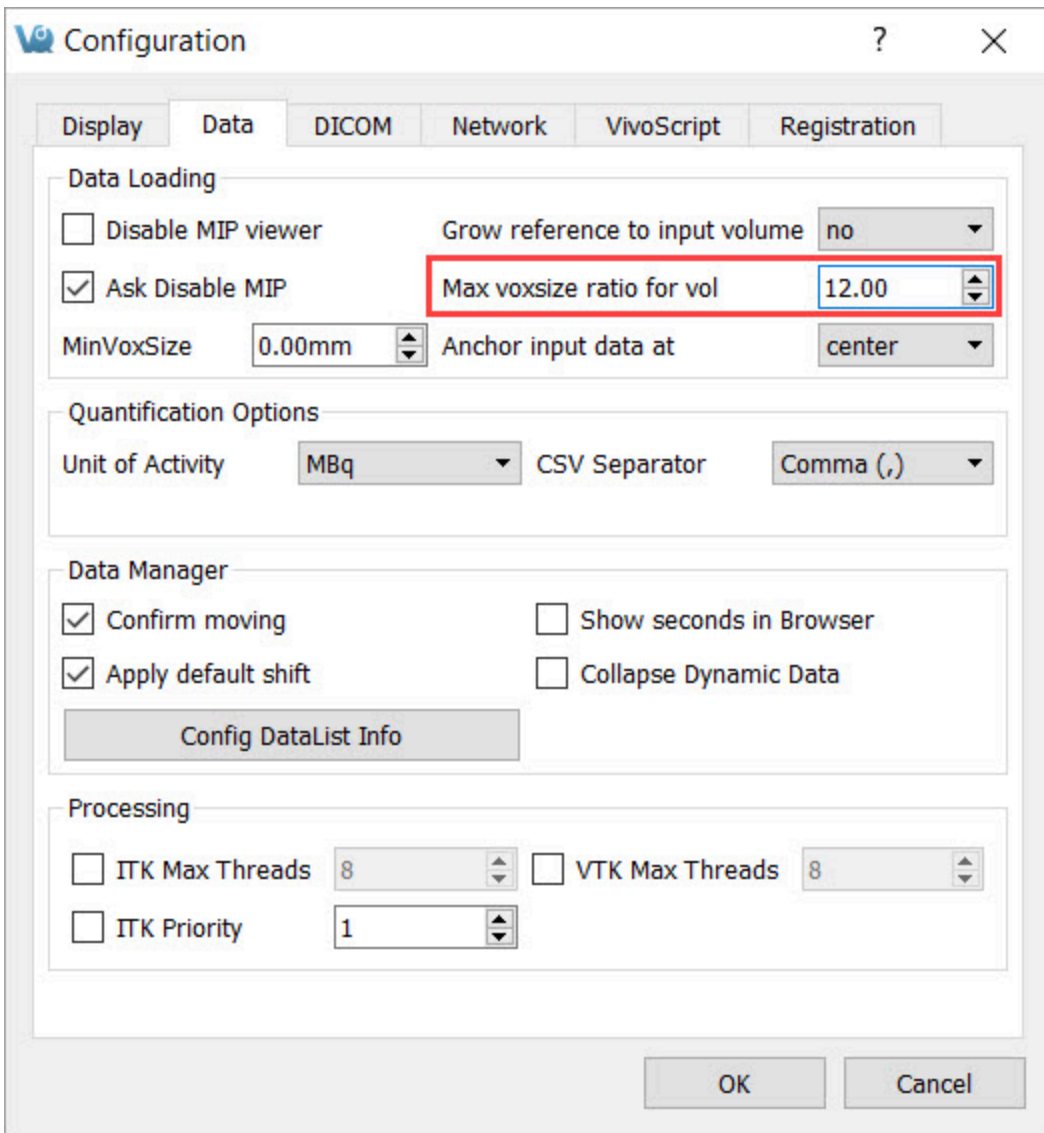 Configuration
Display Data DICOM Network VivoScript Registration
Data Loading
Disable MIP viewer Grow reference to input volume no
Ask Disable MIP Max voxsize ratio for vol 12.00
MinVoxSize 0.00mm Anchor input data at center
Quantification Options
Unit of Activity MBq CSV Separator Comma (,)
Data Manager
Confirm moving Show seconds in Browser
Apply default shift Collapse Dynamic Data
Config DataList Info
Processing
ITK Max Threads 8 VTK Max Threads 8
ITK Priority 1
OK Cancel